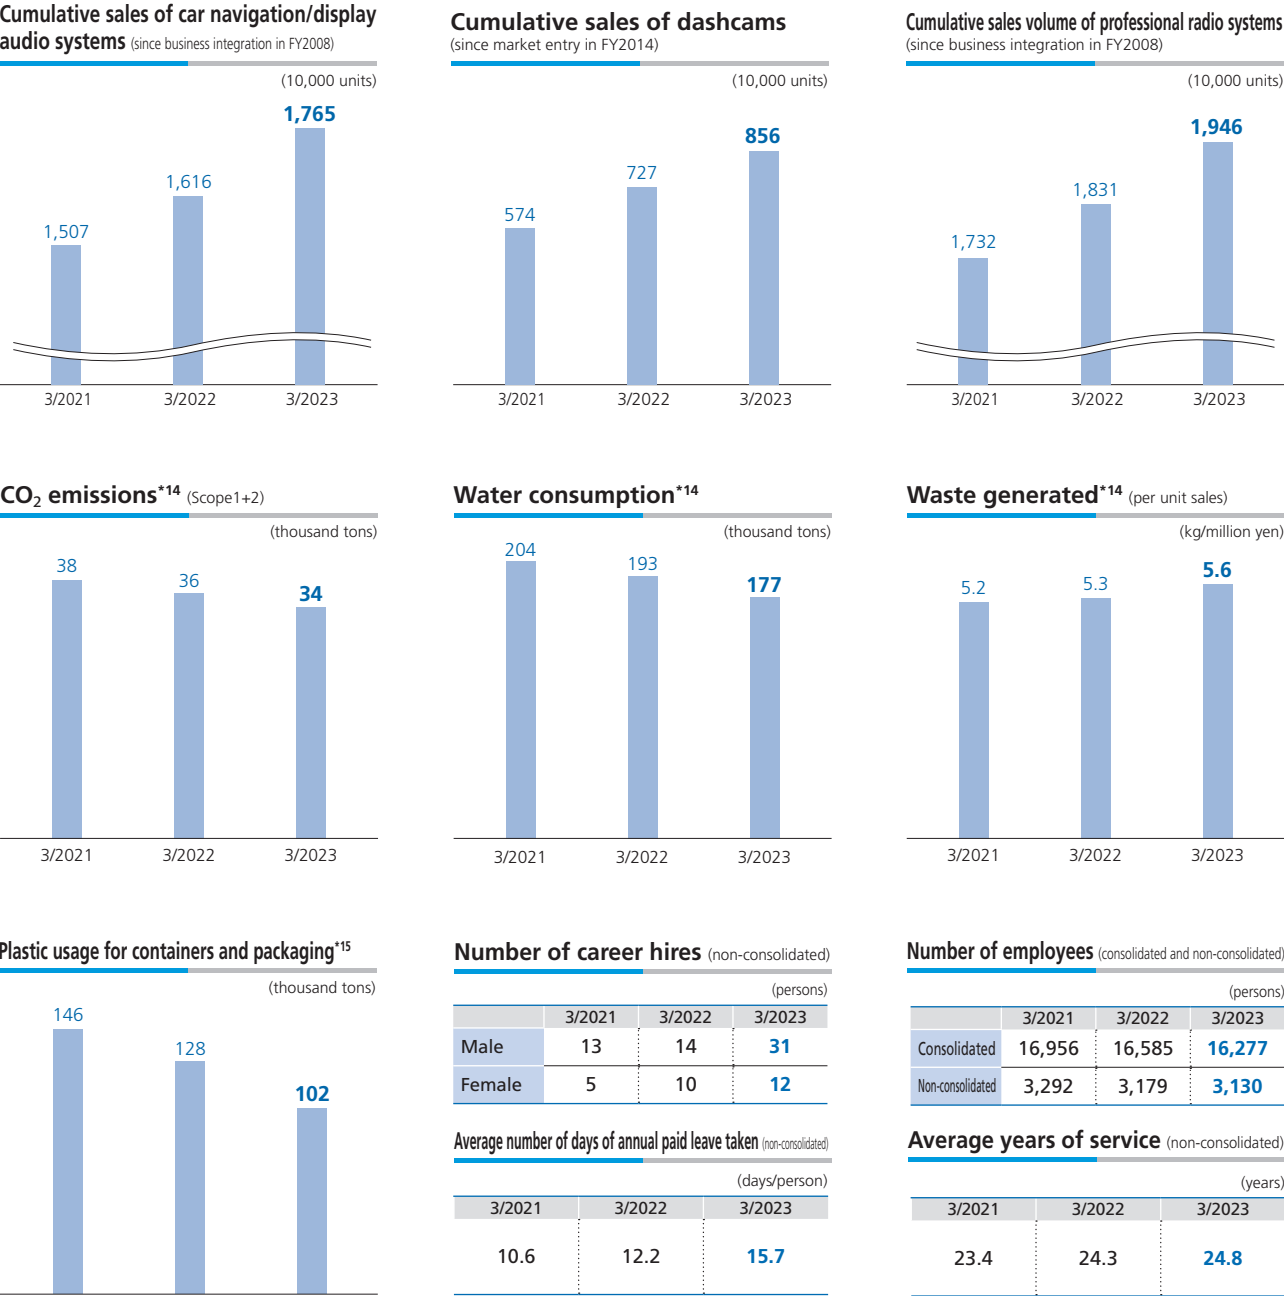 Cumulative sales of car navigation/display
audio systems (since business integration in FY2008)
(10,000 units)
1,765
1,616
1,507
3/2021 3/2022 3/2023
Cumulative sales of dashcams
(since market entry in FY2014)
(10,000 units)
856
727
574
3/2021 3/2022 3/2023
Cumulative sales volume of professional radio systems
(since business integration in FY2008)
(10,000 units)
1,946
1,831
1,732
3/2021 3/2022 3/2023
CO2 emissions*14 (Scope1+2)
(thousand tons)
38
36
34
3/2021 3/2022 3/2023
Water consumption*14
(thousand tons)
204
193
177
3/2021 3/2022 3/2023
Waste generated*14 (per unit sales)
(kg/million yen)
5.6
5.3
5.2
3/2021 3/2022 3/2023
Plastic usage for containers and packaging*15
(thousand tons)
146
128
102
Number of career hires (non-consolidated)
(persons)
3/2021 3/2022 3/2023
Male 13 14 31
Female 5 10 12
Average number of days of annual paid leave taken (non-consolidated)
(days/person)
3/2021 3/2022 3/2023
10.6 12.2 15.7
Number of employees (consolidated and non-consolidated)
(persons)
3/2021 3/2022 3/2023
Consolidated 16,956 16,585 16,277
Non-consolidated 3,292 3,179 3,130
Average years of service (non-consolidated)
(years)
3/2021 3/2022 3/2023
23.4 24.3 24.8